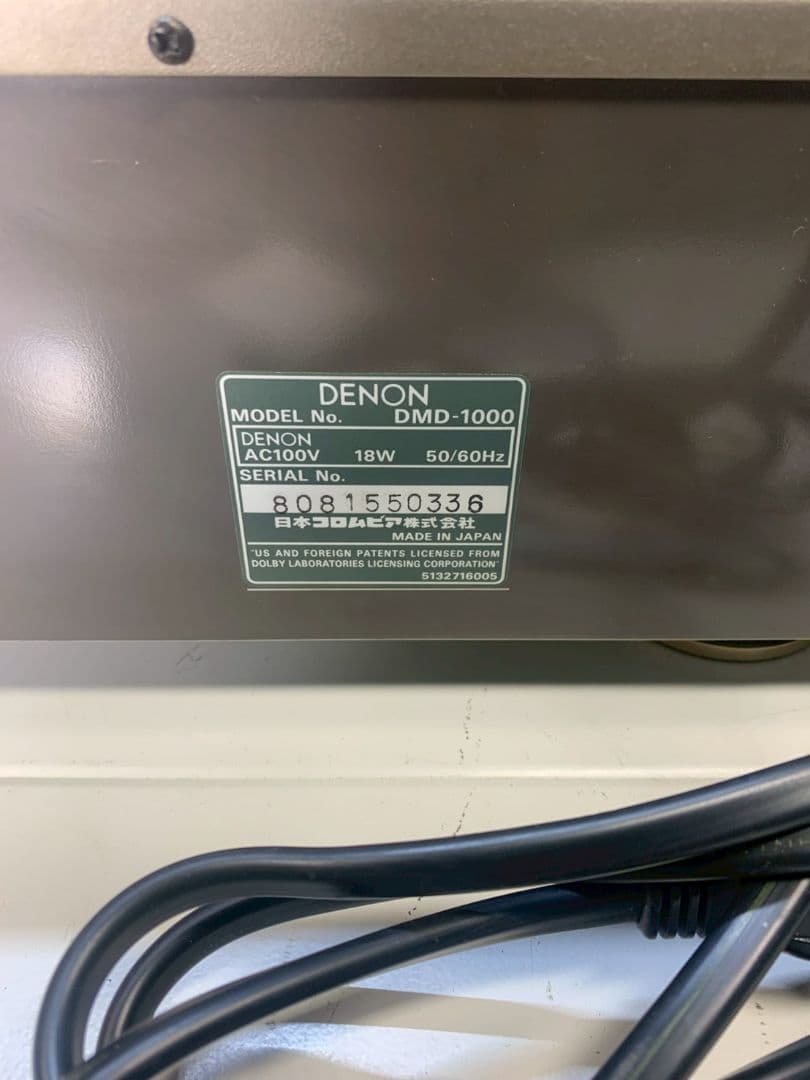 DENON
MODEL No. DMD-1000
DENON
AC100V 18W 50/60Hz
SERIAL No.
8081550336
日本コロムビア株式会社
MADE IN JAPAN
"US AND FOREIGN PATENTS LICENSED FROM
DOLBY LABORATORIES LICENSING CORPORATION"
5132716005